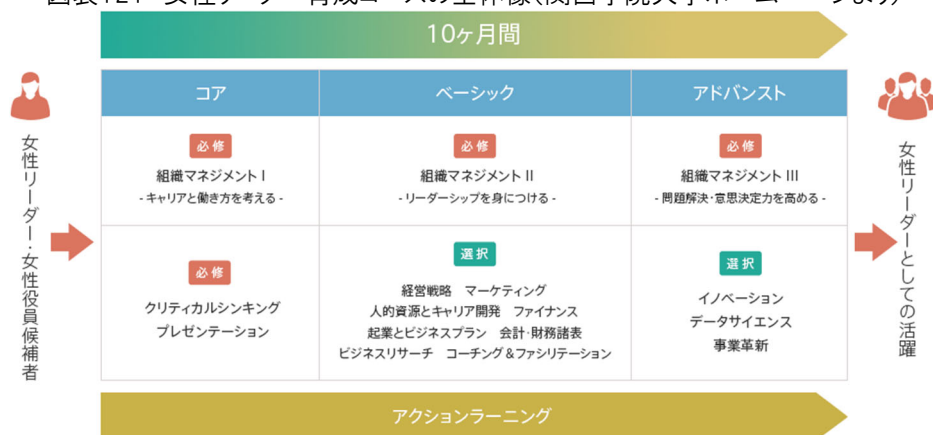 10ヶ月間
女性リーダー・女性役員候補者
コア
必修
組織マネジメント I
- キャリアと働き方を考える -
必修
クリティカルシンキング
プレゼンテーション
ベーシック
必修
組織マネジメント II
- リーダーシップを身につける -
選択
経営戦略　マーケティング
人的資源とキャリア開発　ファイナンス
起業とビジネスプラン　会計・財務諸表
ビジネスリサーチ　コーチング&ファシリテーション
アドバンスト
必修
組織マネジメント III
- 問題解決・意思決定力を高める -
選択
イノベーション
データサイエンス
事業革新
女性リーダーとしての活躍
アクションラーニング